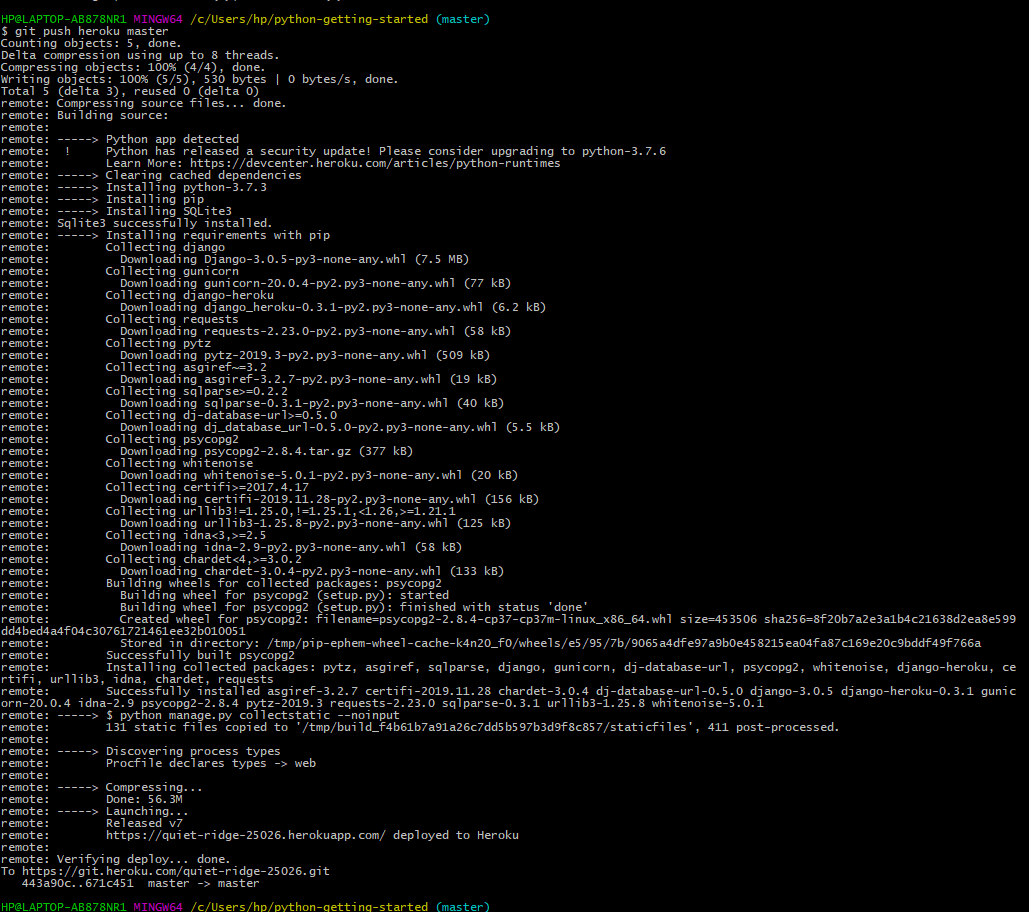 HP@LAPTOP-AB878NR1 MINGW64 /c/Users/hp/python-getting-started (master)
$ git push heroku master
Counting objects: 5, done.
Delta compression using up to 8 threads.
Compressing objects: 100% (4/4), done.
Writing objects: 100% (5/5), 530 bytes | 0 bytes/s, done.
Total 5 (delta 3), reused 0 (delta 0)
remote: Compressing source files... done.
remote: Building source:
remote:
remote: -----> Python app detected
remote:  !     Python has released a security update! Please consider upgrading to python-3.7.6
remote:        Learn More: https://devcenter.heroku.com/articles/python-runtimes
remote: -----> Clearing cached dependencies
remote: -----> Installing python-3.7.3
remote: -----> Installing pip
remote: -----> Installing SQLite3
remote: Sqlite3 successfully installed.
remote: -----> Installing requirements with pip
remote:        Collecting django
remote:          Downloading Django-3.0.5-py3-none-any.whl (7.5 MB)
remote:        Collecting gunicorn
remote:          Downloading gunicorn-20.0.4-py2.py3-none-any.whl (77 kB)
remote:        Collecting django-heroku
remote:          Downloading django_heroku-0.3.1-py2.py3-none-any.whl (6.2 kB)
remote:        Collecting requests
remote:          Downloading requests-2.23.0-py2.py3-none-any.whl (58 kB)
remote:        Collecting pytz
remote:          Downloading pytz-2019.3-py2.py3-none-any.whl (509 kB)
remote:        Collecting asgiref~=3.2
remote:          Downloading asgiref-3.2.7-py2.py3-none-any.whl (19 kB)
remote:        Collecting sqlparse>=0.2.2
remote:          Downloading sqlparse-0.3.1-py2.py3-none-any.whl (40 kB)
remote:        Collecting dj-database-url>=0.5.0
remote:          Downloading dj_database_url-0.5.0-py2.py3-none-any.whl (5.5 kB)
remote:        Collecting psycopg2
remote:          Downloading psycopg2-2.8.4.tar.gz (377 kB)
remote:        Collecting whitenoise
remote:          Downloading whitenoise-5.0.1-py2.py3-none-any.whl (20 kB)
remote:        Collecting certifi>=2017.4.17
remote:          Downloading certifi-2019.11.28-py2.py3-none-any.whl (156 kB)
remote:        Collecting urllib3!=1.25.0,!=1.25.1,<1.26,>=1.21.1
remote:          Downloading urllib3-1.25.8-py2.py3-none-any.whl (125 kB)
remote:        Collecting idna<3,>=2.5
remote:          Downloading idna-2.9-py2.py3-none-any.whl (58 kB)
remote:        Collecting chardet<4,>=3.0.2
remote:          Downloading chardet-3.0.4-py2.py3-none-any.whl (133 kB)
remote:        Building wheels for collected packages: psycopg2
remote:          Building wheel for psycopg2 (setup.py): started
remote:          Building wheel for psycopg2 (setup.py): finished with status 'done'
remote:          Created wheel for psycopg2: filename=psycopg2-2.8.4-cp37-cp37m-linux_x86_64.whl size=453506 sha256=8f20b7a2e3a1b4c21638d2ea8e599
dd4bed4a4f04c30761721461ee32b010051
remote:          Stored in directory: /tmp/pip-ephem-wheel-cache-k4n20_f0/wheels/e5/95/7b/9065a4dfe97a9b0e458215ea04fa87c169e20c9bddf49f766a
remote:        Successfully built psycopg2
remote:        Installing collected packages: pytz, asgiref, sqlparse, django, gunicorn, dj-database-url, psycopg2, whitenoise, django-heroku, ce
rtifi, urllib3, idna, chardet, requests
remote:        Successfully installed asgiref-3.2.7 certifi-2019.11.28 chardet-3.0.4 dj-database-url-0.5.0 django-3.0.5 django-heroku-0.3.1 gunic
orn-20.0.4 idna-2.9 psycopg2-2.8.4 pytz-2019.3 requests-2.23.0 sqlparse-0.3.1 urllib3-1.25.8 whitenoise-5.0.1
remote: -----> $ python manage.py collectstatic --noinput
remote:        131 static files copied to '/tmp/build_f4b61b7a91a26c7dd5b597b3d9f8c857/staticfiles', 411 post-processed.
remote:
remote: -----> Discovering process types
remote:        Procfile declares types -> web
remote:
remote: -----> Compressing...
remote:        Done: 56.3M
remote: -----> Launching...
remote:        Released v7
remote:        https://quiet-ridge-25026.herokuapp.com/ deployed to Heroku
remote:
remote: Verifying deploy... done.
To https://git.heroku.com/quiet-ridge-25026.git
   443a90c..671c451  master -> master
HP@LAPTOP-AB878NR1 MINGW64 /c/Users/hp/python-getting-started (master)